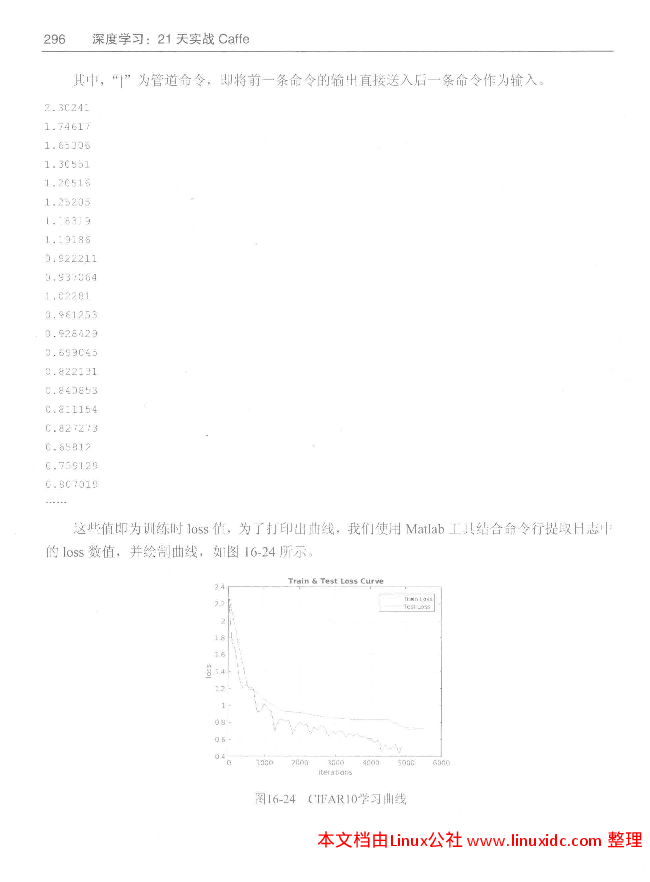 296 深度学习：21 天实战 Caffe
其中，“|”为管道命令，即将前一条命令的输出直接送入后一条命令作为输入。
2.30241
1.74617
1.65306
1.30551
1.20516
1.25205
1.16319
1.19186
0.922211
0.937064
1.02281
0.961253
0.928429
0.699045
0.822131
0.840853
0.811154
0.827273
0.65812
0.759129
0.807019
······
这些值即为训练时 loss 值，为了打印出曲线，我们使用 Matlab 工具结合命令行提取日志中
的 loss 数值，并绘制曲线，如图 16-24 所示。
Train & Test Loss Curve
Train Loss
Test Loss
2.4
2.2
2
1.8
1.6
1.4
1.2
1
0.8
0.6
0.4
loss
0 1000 2000 3000 4000 5000 6000
iterations
图16-24 CIFAR10学习曲线
本文档由Linux公社 www.linuxidc.com 整理